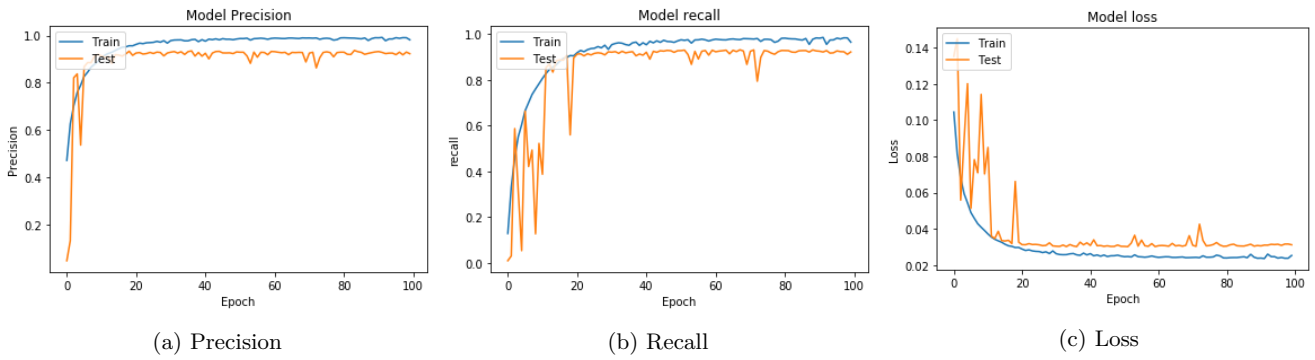 Model Precision
1.0
0.8
0.6
0.4
0.2
Precision
Train
Test
0 20 40 60 80 100
Epoch
(a) Precision
Model recall
1.0
0.8
0.6
0.4
0.2
0.0
recall
Train
Test
0 20 40 60 80 100
Epoch
(b) Recall
Model loss
0.14
0.12
0.10
0.08
0.06
0.04
0.02
Loss
Train
Test
0 20 40 60 80 100
Epoch
(c) Loss